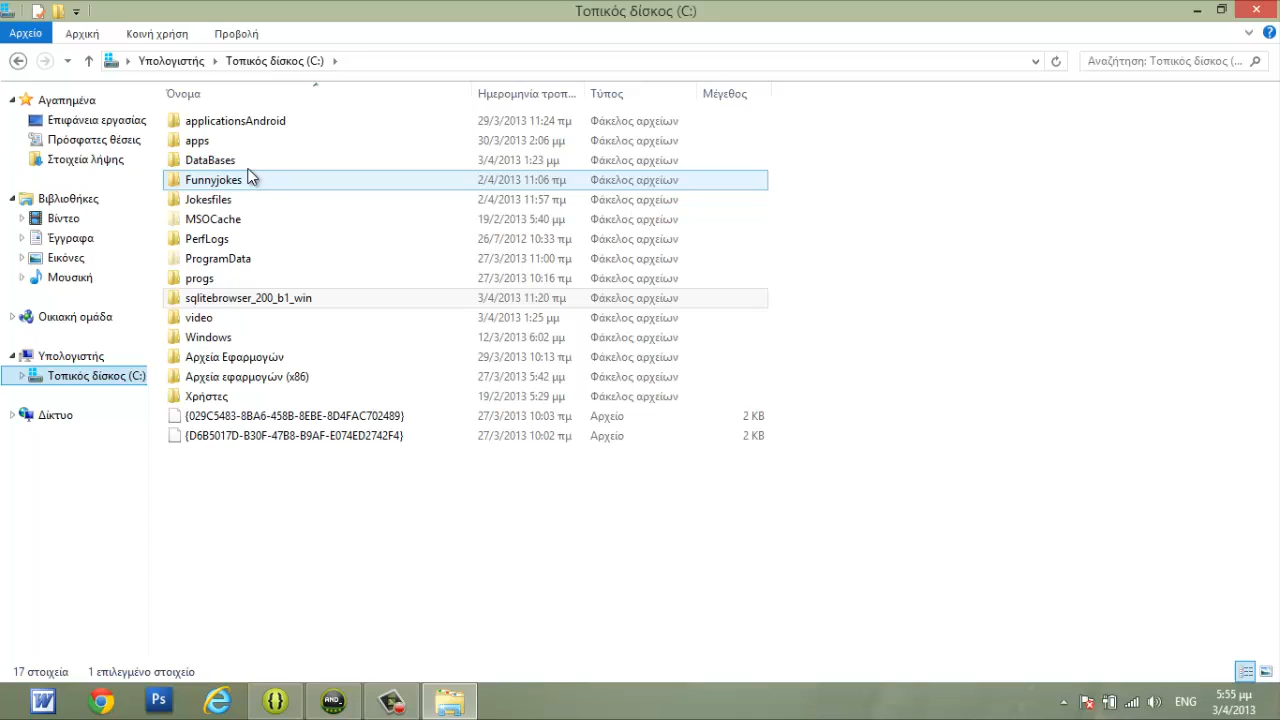 Τοπικός δίσκος (C:)
Αρχείο Αρχική Κοινή χρήση Προβολή
Υπολογιστής Τοπικός δίσκος (C:) Αναζήτηση: Τοπικός δίσκος (...
Όνομα Ημερομηνία τροπ... Τύπος Μέγεθος
Αγαπημένα
Επιφάνεια εργασίας
Πρόσφατες θέσεις
Στοιχεία λήψης
Βιβλιοθήκες
Βίντεο
Έγγραφα
Εικόνες
Μουσική
Οικιακή ομάδα
Υπολογιστής
Τοπικός δίσκος (C:)
Δίκτυο
applicationsAndroid 29/3/2013 11:24 πμ Φάκελος αρχείων
apps 30/3/2013 2:06 μμ Φάκελος αρχείων
DataBases 3/4/2013 1:23 μμ Φάκελος αρχείων
Funnyjokes 2/4/2013 11:06 πμ Φάκελος αρχείων
Jokesfiles 2/4/2013 11:57 πμ Φάκελος αρχείων
MSOCache 19/2/2013 5:40 μμ Φάκελος αρχείων
PerfLogs 26/7/2012 10:33 πμ Φάκελος αρχείων
ProgramData 27/3/2013 11:00 πμ Φάκελος αρχείων
progs 27/3/2013 10:16 πμ Φάκελος αρχείων
sqlitebrowser_200_b1_win 3/4/2013 11:20 πμ Φάκελος αρχείων
video 3/4/2013 1:25 μμ Φάκελος αρχείων
Windows 12/3/2013 6:02 μμ Φάκελος αρχείων
Αρχεία Εφαρμογών 29/3/2013 10:13 πμ Φάκελος αρχείων
Αρχεία εφαρμογών (x86) 27/3/2013 5:42 μμ Φάκελος αρχείων
Χρήστες 19/2/2013 5:29 μμ Φάκελος αρχείων
{029C5483-8BA6-458B-8EBE-8D4FAC702489} 27/3/2013 10:03 πμ Αρχείο 2 KB
{D6B5017D-B30F-47B8-B9AF-E074ED2742F4} 27/3/2013 10:02 πμ Αρχείο 2 KB
17 στοιχεία 1 επιλεγμένο στοιχείο
Ps
AND_
ENG
5:55 μμ
3/4/2013